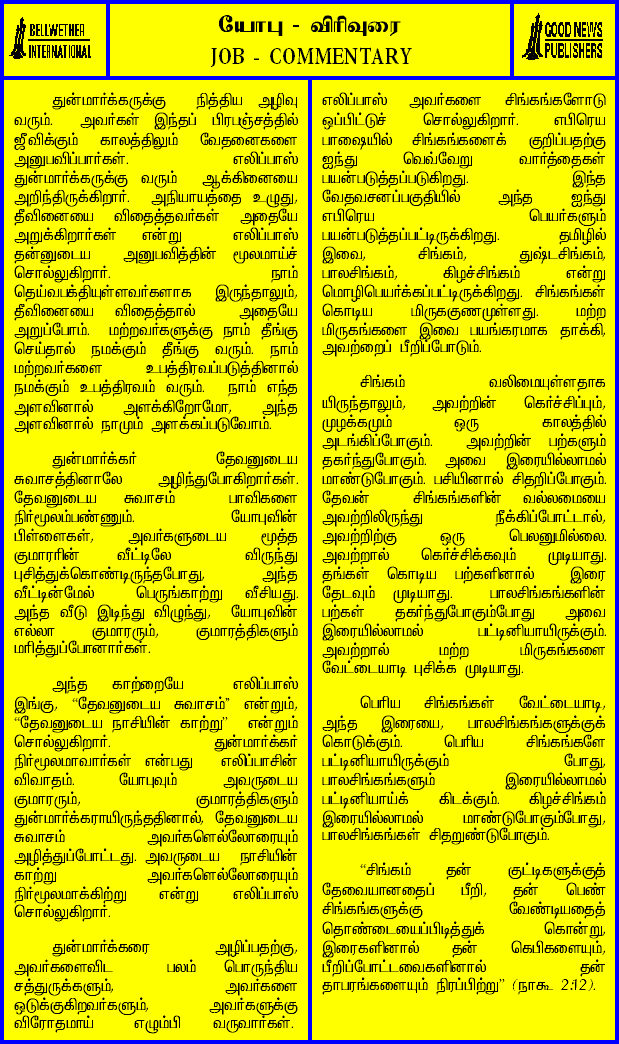 BELLWETHER
INTERNATIONAL
யோபு - விரிவுரை
JOB - COMMENTARY
GOOD NEWS
PUBLISHERS
துன்மார்க்கருக்கு நித்திய அழிவு
வரும். அவர்கள் இந்தப் பிரபஞ்சத்தில்
ஜீவிக்கும் காலத்திலும் வேதனைகளை
அனுபவிப்பார்கள். எலிப்பாஸ்
துன்மார்க்கருக்கு வரும் ஆக்கினையை
அறிந்திருக்கிறார். அநியாயத்தை உழுது,
தீவினையை விதைத்தவர்கள் அதையே
அறுக்கிறார்கள் என்று எலிப்பாஸ்
தன்னுடைய அனுபவித்தின் மூலமாய்ச்
சொல்லுகிறார். நாம்
தெய்வபக்தியுள்ளவர்களாக இருந்தாலும்,
தீவினையை விதைத்தால் அதையே
அறுப்போம். மற்றவர்களுக்கு நாம் தீங்கு
செய்தால் நமக்கும் தீங்கு வரும். நாம்
மற்றவர்களை உபத்திரவப்படுத்தினால்
நமக்கும் உபத்திரவம் வரும். நாம் எந்த
அளவினால் அளக்கிறோமோ, அந்த
அளவினால் நாமும் அளக்கப்படுவோம்.
துன்மார்க்கர் தேவனுடைய
சுவாசத்தினாலே அழிந்துபோகிறார்கள்.
தேவனுடைய சுவாசம் பாவிகளை
நிர்மூலம்பண்ணும். யோபுவின்
பிள்ளைகள், அவர்களுடைய மூத்த
குமாரரின் வீட்டிலே விருந்து
புசித்துக்கொண்டிருந்தபோது, அந்த
வீட்டின்மேல் பெருங்காற்று வீசியது.
அந்த வீடு இடிந்து விழுந்து, யோபுவின்
எல்லா குமாரரும், குமாரத்திகளும்
மரித்துப்போனார்கள்.
அந்த காற்றையே எலிப்பாஸ்
இங்கு, “தேவனுடைய சுவாசம்” என்றும்,
“தேவனுடைய நாசியின் காற்று” என்றும்
சொல்லுகிறார். துன்மார்க்கர்
நிர்மூலமாவார்கள் என்பது எலிப்பாசின்
விவாதம். யோபுவும் அவருடைய
குமாரரும், குமாரத்திகளும்
துன்மார்க்கராயிருந்ததினால், தேவனுடைய
சுவாசம் அவர்களெல்லோரையும்
அழித்துப்போட்டது. அவருடைய நாசியின்
காற்று அவர்களெல்லோரையும்
நிர்மூலமாக்கிற்று என்று எலிப்பாஸ்
சொல்லுகிறார்.
துன்மார்க்கரை அழிப்பதற்கு,
அவர்களைவிட பலம் பொருந்திய
சத்துருக்களும், அவர்களை
ஒடுக்குகிறவர்களும், அவர்களுக்கு
விரோதமாய் எழும்பி வருவார்கள்.
எலிப்பாஸ் அவர்களை சிங்கங்களோடு
ஒப்பிட்டுச் சொல்லுகிறார். எபிரெய
பாஷையில் சிங்கங்களைக் குறிப்பதற்கு
ஐந்து வெவ்வேறு வார்த்தைகள்
பயன்படுத்தப்படுகிறது. இந்த
வேதவசனப்பகுதியில் அந்த ஐந்து
எபிரெய பெயர்களும்
பயன்படுத்தப்பட்டிருக்கிறது. தமிழில்
இவை, சிங்கம், துஷ்டசிங்கம்,
பாலசிங்கம், கிழச்சிங்கம் என்று
மொழிபெயர்க்கப்பட்டிருக்கிறது. சிங்கங்கள்
கொடிய மிருககுணமுள்ளது. மற்ற
மிருகங்களை இவை பயங்கரமாக தாக்கி,
அவற்றைப் பீறிப்போடும்.
சிங்கம் வலிமையுள்ளதாக
யிருந்தாலும், அவற்றின் கெர்ச்சிப்பும்,
முழக்கமும் ஒரு காலத்தில்
அடங்கிப்போகும். அவற்றின் பற்களும்
தகர்ந்துபோகும். அவை இரையில்லாமல்
மாண்டுபோகும். பசியினால் சிதறிப்போகும்.
தேவன் சிங்கங்களின் வல்லமையை
அவற்றிலிருந்து நீக்கிப்போட்டால்,
அவற்றிற்கு ஒரு பெலனுமில்லை.
அவற்றால் கெர்ச்சிக்கவும் முடியாது.
தங்கள் கொடிய பற்களினால் இரை
தேடவும் முடியாது. பாலசிங்கங்களின்
பற்கள் தகர்ந்துபோகும்போது அவை
இரையில்லாமல் பட்டினியாயிருக்கும்.
அவற்றால் மற்ற மிருகங்களை
வேட்டையாடி புசிக்க முடியாது.
பெரிய சிங்கங்கள் வேட்டையாடி,
அந்த இரையை, பாலசிங்கங்களுக்குக்
கொடுக்கும். பெரிய சிங்கங்களே
பட்டினியாயிருக்கும் போது,
பாலசிங்கங்களும் இரையில்லாமல்
பட்டினியாய்க் கிடக்கும். கிழச்சிங்கம்
இரையில்லாமல் மாண்டுபோகும்போது,
பாலசிங்கங்கள் சிதறுண்டுபோகும்.
“சிங்கம் தன் குட்டிகளுக்குத்
தேவையானதைப் பீறி, தன் பெண்
சிங்கங்களுக்கு வேண்டியதைத்
தொண்டையைப்பிடித்துக் கொன்று,
இரைகளினால் தன் கெபிகளையும்,
பீறிப்போட்டவைகளினால் தன்
தாபரங்களையும் நிரப்பிற்று” (நாகூ 2:12).